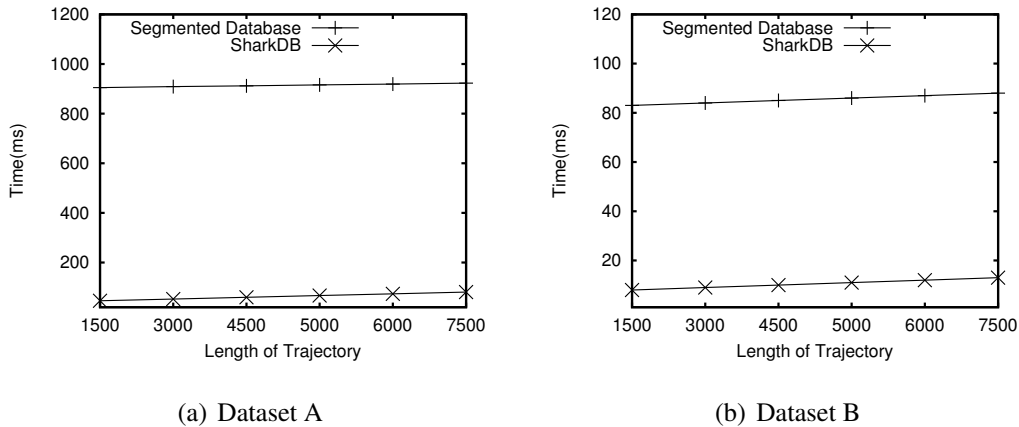 1200
1000
800
600
400
200
Time(ms)
Segmented Database
SharkDB
1500 3000 4500 5000 6000 7500
Length of Trajectory
(a) Dataset A
120
100
80
60
40
20
Time(ms)
Segmented Database
SharkDB
1500 3000 4500 5000 6000 7500
Length of Trajectory
(b) Dataset B